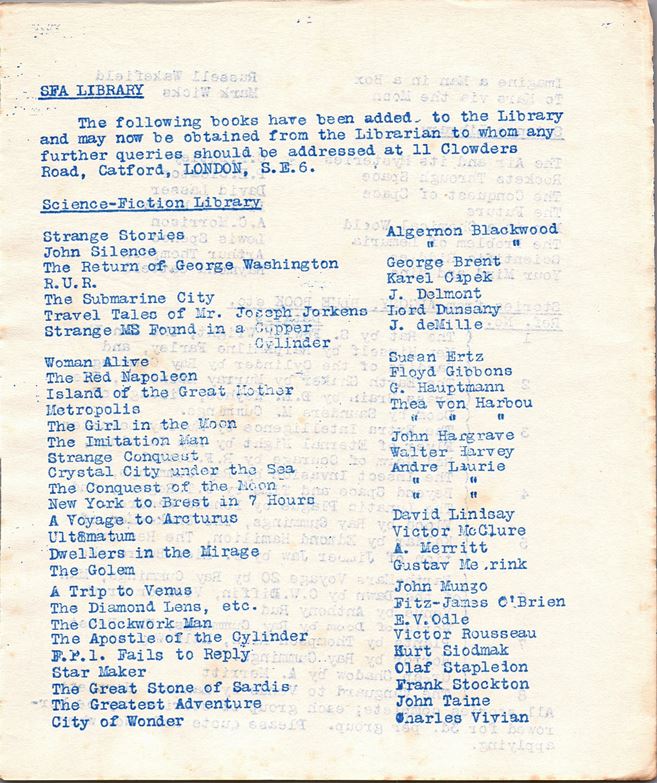 SFA LIBRARY
The following books have been added to the Library
and may now be obtained from the Librarian to whom any
further queries should be addressed at 11 Clowders
Road, Catford, LONDON, S.E.6.
Science-Fiction Library
Strange Stories Algernon Blackwood
John Silence " "
The Return of George Washington George Brent
R.U.R. Karel Capek
The Submarine City J. Delmont
Travel Tales of Mr. Joseph Jorkens Lord Dunsany
Strange MS Found in a Copper J. deMille
Cylinder
Woman Alive Susan Ertz
The Red Napoleon Floyd Gibbons
Island of the Great Mother G. Hauptmann
Metropolis Thea von Harbou
The Girl in the Moon " "
The Imitation Man John Hargrave
Strange Conquest Walter Harvey
Crystal City under the Sea Andre Laurie
The Conquest of the Moon " "
New York to Brest in 7 Hours " "
A Voyage to Arcturus David Lindsay
Ult8matum Victor McClure
Dwellers in the Mirage A. Merritt
The Golem Gustav Me.rink
A Trip to Venus John Mungo
The Diamond Lens, etc. Fitz-James O'Brien
The Clockwork Man E.V.Odle
The Apostle of the Cylinder Victor Rousseau
F.P.1. Fails to Reply Kurt Siodmak
Star Maker Olaf Stapledon
The Great Stone of Sardis Frank Stockton
The Greatest Adventure John Taine
City of Wonder Charles Vivian